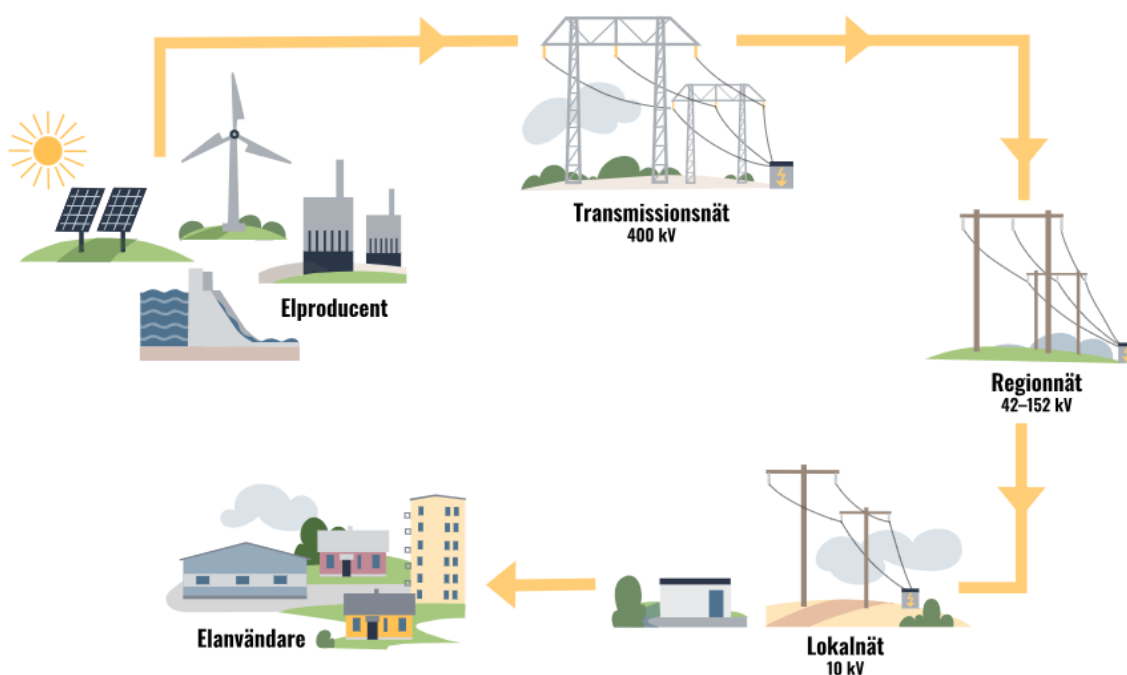 Elproducent
Transmissionsnät
400 kV
Regionnät
42–152 kV
Lokalnät
10 kV
Elanvändare